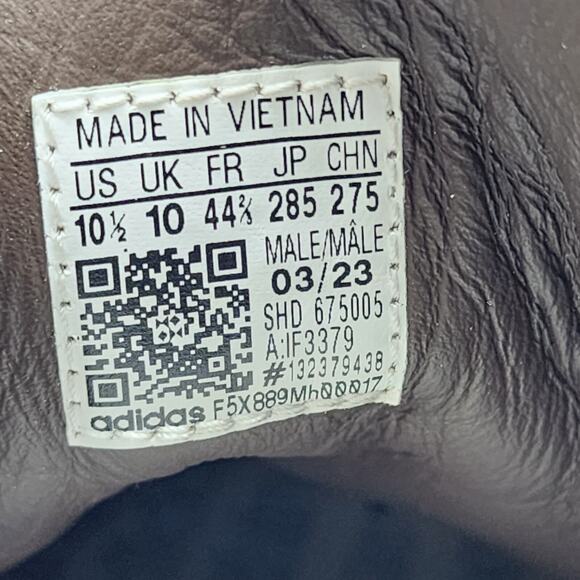 MADE IN VIETNAM
US UK FR JP CHN
10½ 10 44⅔ 285 275
MALE/MÂLE
03/23
SHD 675005
A:IF3379
#132379438
adidas